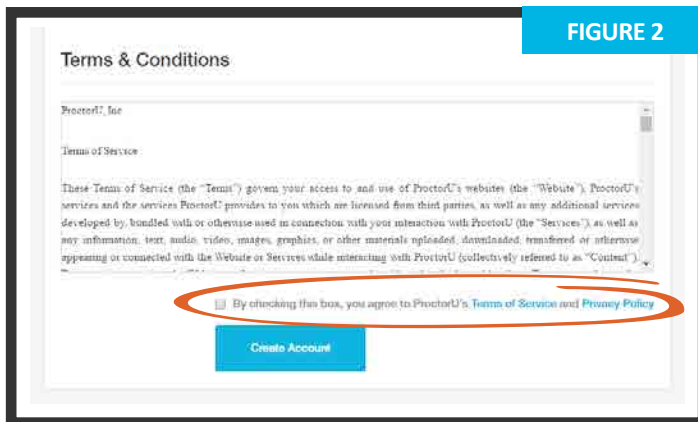 FIGURE 2
Terms & Conditions
ProctorU, Inc
Terms of Service
These Terms of Service (the "Terms") govern your access to and use of ProctorU's websites (the "Website"), ProctorU's
services and the services ProctorU provides to you which are licensed from third parties, as well as any additional services
developed by, bundled with or otherwise used in connection with your interaction with ProctorU (the "Services"), as well as
any information, text, audio, video, images, graphics, or other materials uploaded, downloaded, transferred or otherwise
appearing or connected with the Website or Services while interacting with ProctorU (collectively referred to as "Content").
By checking this box, you agree to ProctorU's Terms of Service and Privacy Policy
Create Account